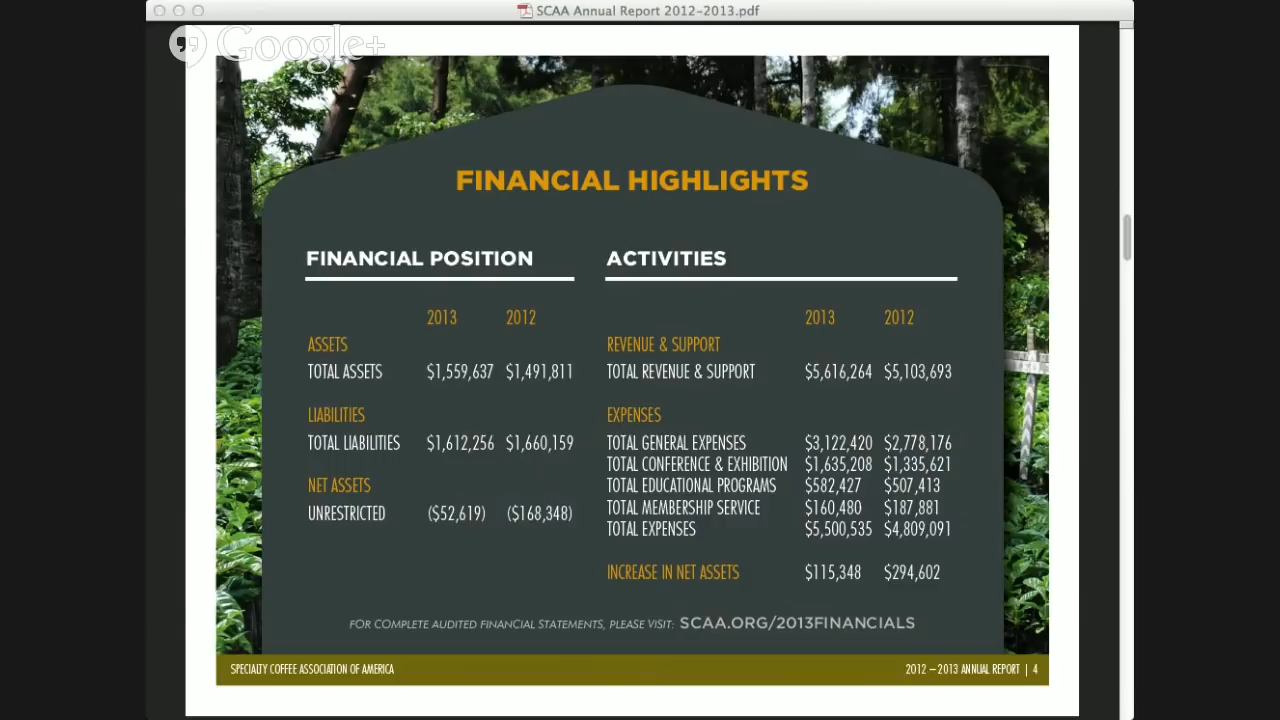 SCAA Annual Report 2012-2013.pdf
Google+
FINANCIAL HIGHLIGHTS
FINANCIAL POSITION
2013 2012
ASSETS
TOTAL ASSETS $1,559,637 $1,491,811
LIABILITIES
TOTAL LIABILITIES $1,612,256 $1,660,159
NET ASSETS
UNRESTRICTED ($52,619) ($168,348)
ACTIVITIES
2013 2012
REVENUE & SUPPORT
TOTAL REVENUE & SUPPORT $5,616,264 $5,103,693
EXPENSES
TOTAL GENERAL EXPENSES $3,122,420 $2,778,176
TOTAL CONFERENCE & EXHIBITION $1,635,208 $1,335,621
TOTAL EDUCATIONAL PROGRAMS $582,427 $507,413
TOTAL MEMBERSHIP SERVICE $160,480 $187,881
TOTAL EXPENSES $5,500,535 $4,809,091
INCREASE IN NET ASSETS $115,348 $294,602
FOR COMPLETE AUDITED FINANCIAL STATEMENTS, PLEASE VISIT: SCAA.ORG/2013FINANCIALS
SPECIALTY COFFEE ASSOCIATION OF AMERICA
2012 – 2013 ANNUAL REPORT | 4